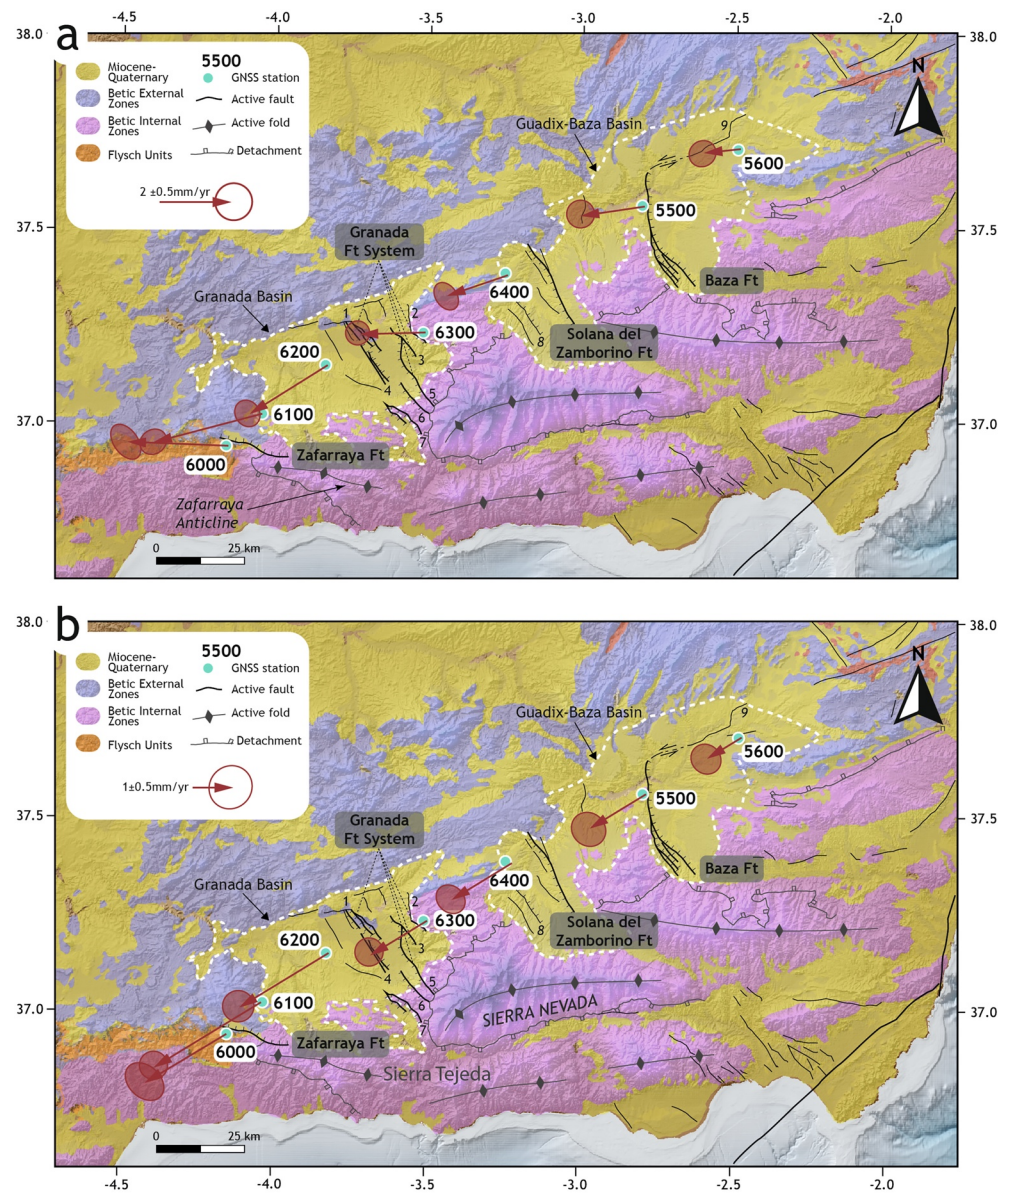 -4.5 -4.0 -3.5 -3.0 -2.5 -2.0
a
38.0 38.0
Miocene-
Quaternary
Betic External
Zones
Betic Internal
Zones
Flysch Units
5500
GNSS station
Active fault
Active fold
Detachment
2 ±0.5mm/yr
N
Guadix-Baza Basin
9
5600
5500
37.5 37.5
Granada
Ft System
Baza Ft
6400
Granada Basin
1
2
6300
8
Solana del
Zamborino Ft
6200
3
4
5
6100
6
7
37.0 37.0
Zafarraya Ft
6000
Zafarraya
Anticline
0 25 km
b
38.0 38.0
Miocene-
Quaternary
Betic External
Zones
Betic Internal
Zones
Flysch Units
5500
GNSS station
Active fault
Active fold
Detachment
1±0.5mm/yr
N
Guadix-Baza Basin
9
5600
5500
37.5 37.5
Granada
Ft System
Baza Ft
6400
Granada Basin
1
2
6300
8
Solana del
Zamborino Ft
6200
3
4
5
6100
6
7
SIERRA NEVADA
37.0 37.0
Zafarraya Ft
6000
Sierra Tejeda
0 25 km
-4.5 -4.0 -3.5 -3.0 -2.5 -2.0